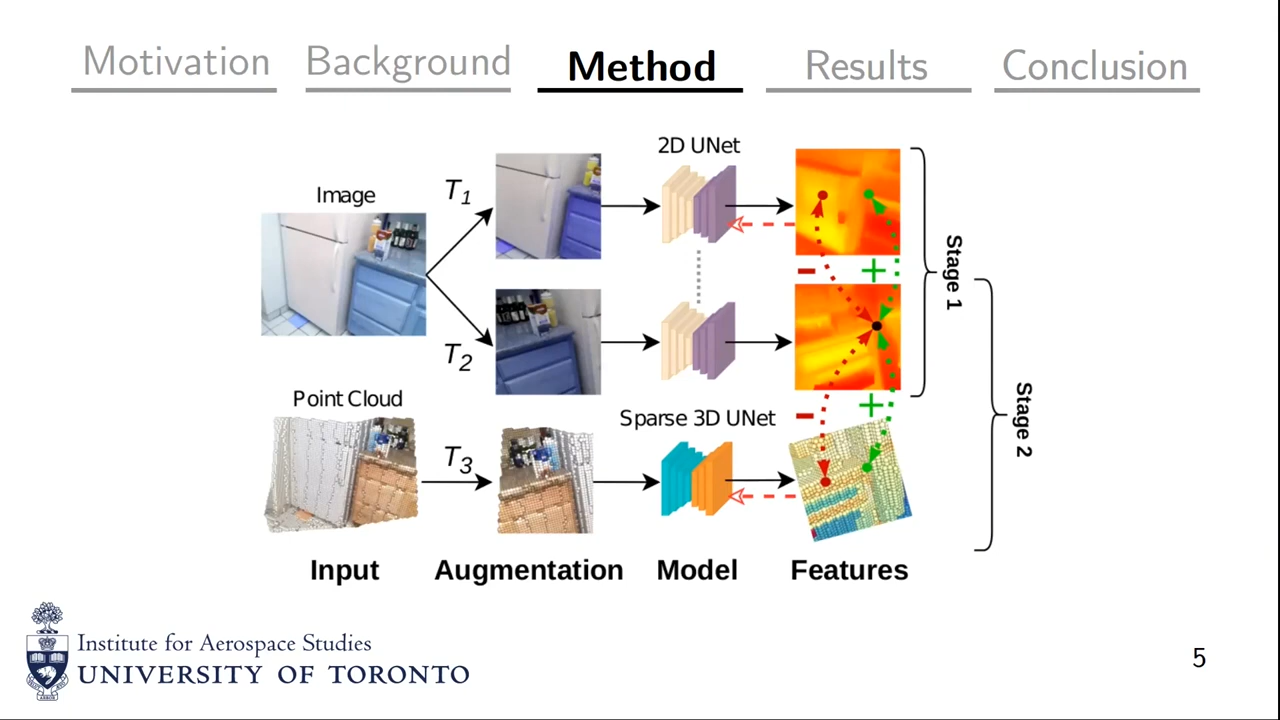 Motivation
Background
Method
Results
Conclusion
2D UNet
Image
T1
T2
Stage 1
Point Cloud
Sparse 3D UNet
T3
Stage 2
Input
Augmentation
Model
Features
− +
− +
Institute for Aerospace Studies
UNIVERSITY OF TORONTO
5